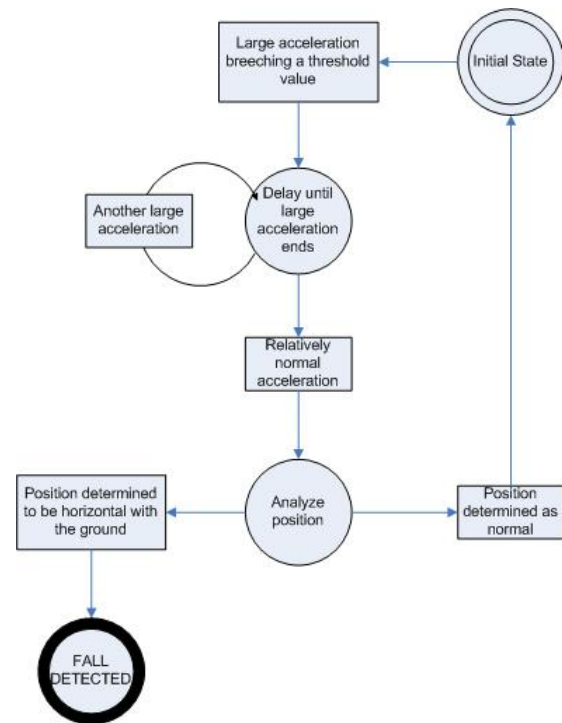 Large acceleration
breeching a threshold
value
Initial State
Another large
acceleration
Delay until
large
acceleration
ends
Relatively
normal
acceleration
Position determined
to be horizontal with
the ground
Analyze
position
Position
determined as
normal
FALL
DETECTED